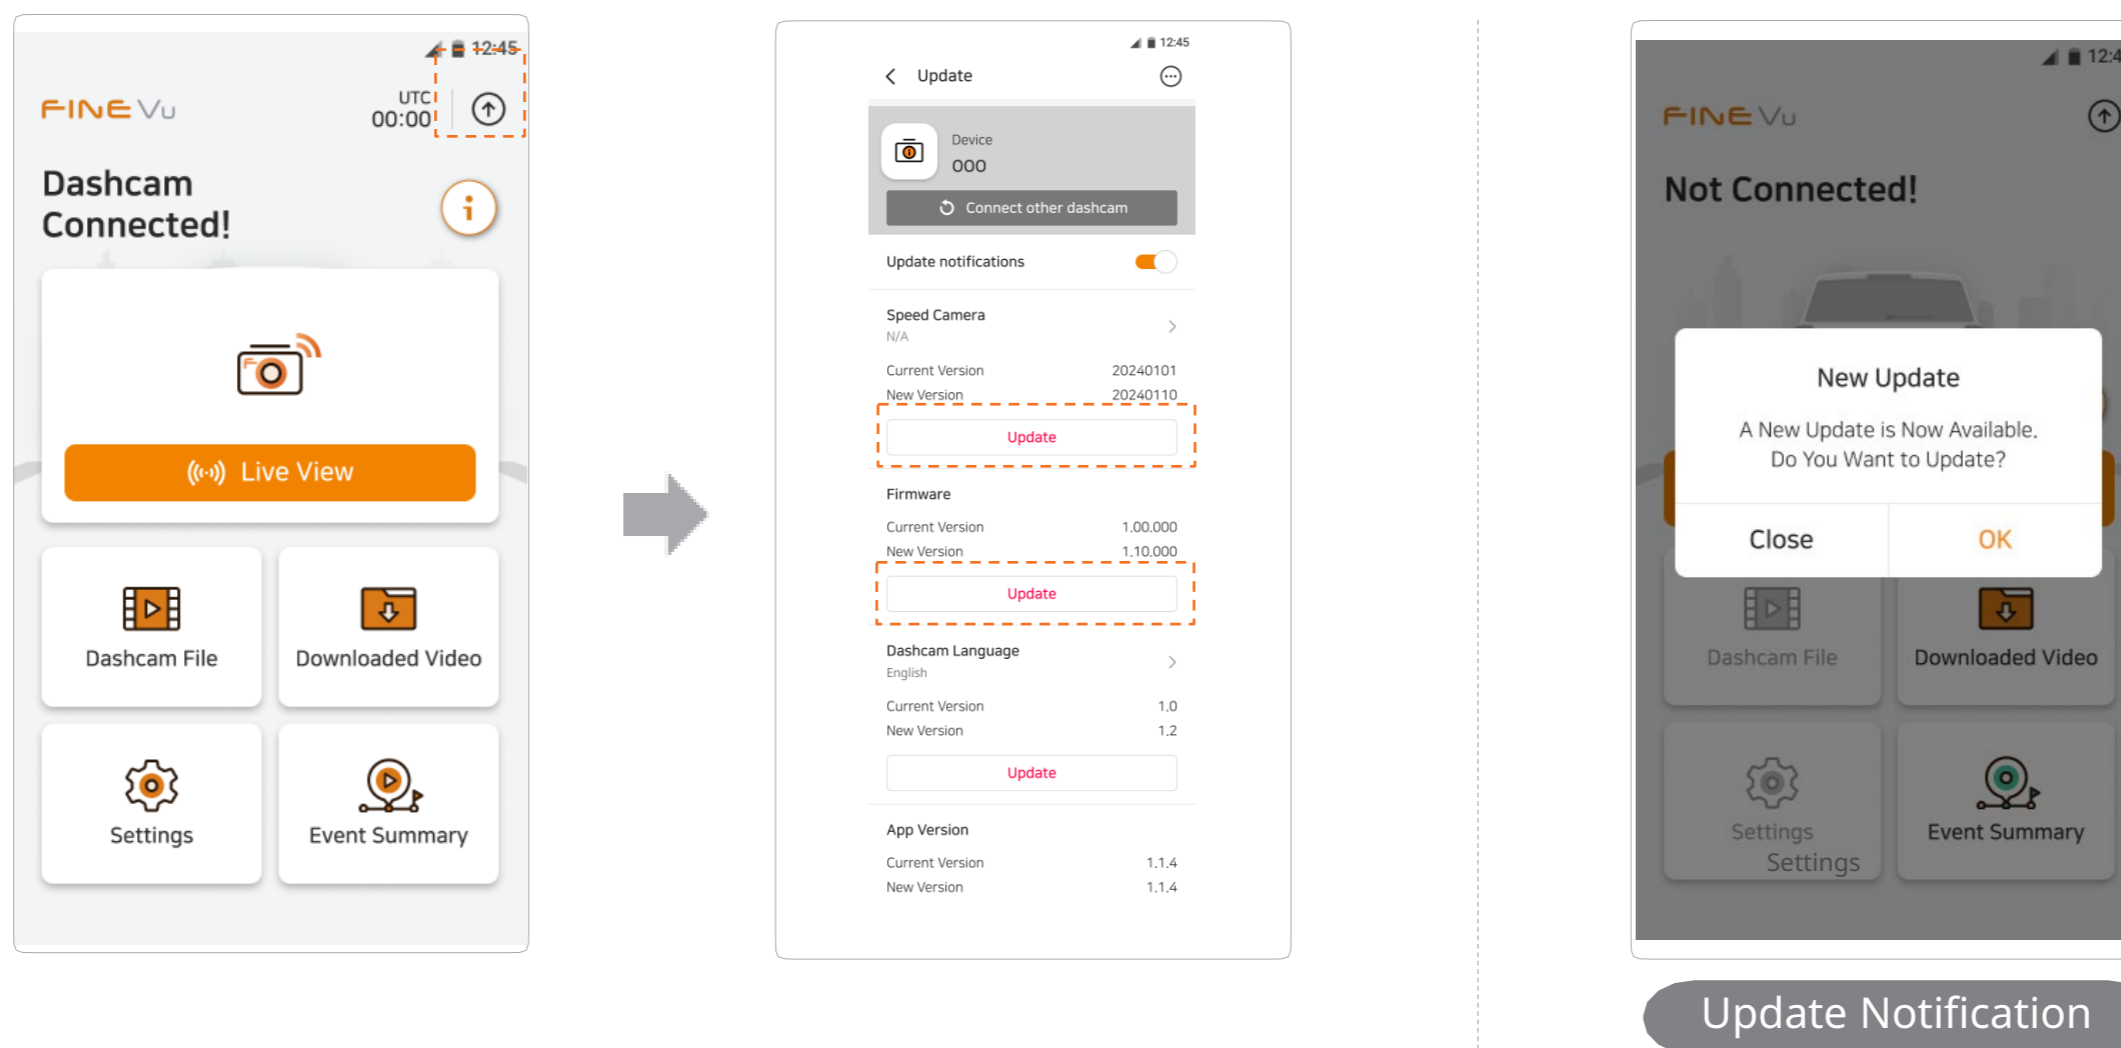 12:45
FINEVu
UTC
00:00
Dashcam
Connected!
Live View
Dashcam File
Downloaded Video
Settings
Event Summary
12:45
Update
Device
000
Connect other dashcam
Update notifications
Speed Camera
N/A
Current Version 20240101
New Version 20240110
Update
Firmware
Current Version 1.00.000
New Version 1.10.000
Update
Dashcam Language
English
Current Version 1.0
New Version 1.2
Update
App Version
Current Version 1.1.4
New Version 1.1.4
12:4
FINEVu
Not Connected!
New Update
A New Update is Now Available.
Do You Want to Update?
Close OK
Dashcam File
Downloaded Video
Settings
Settings
Event Summary
Update Notification